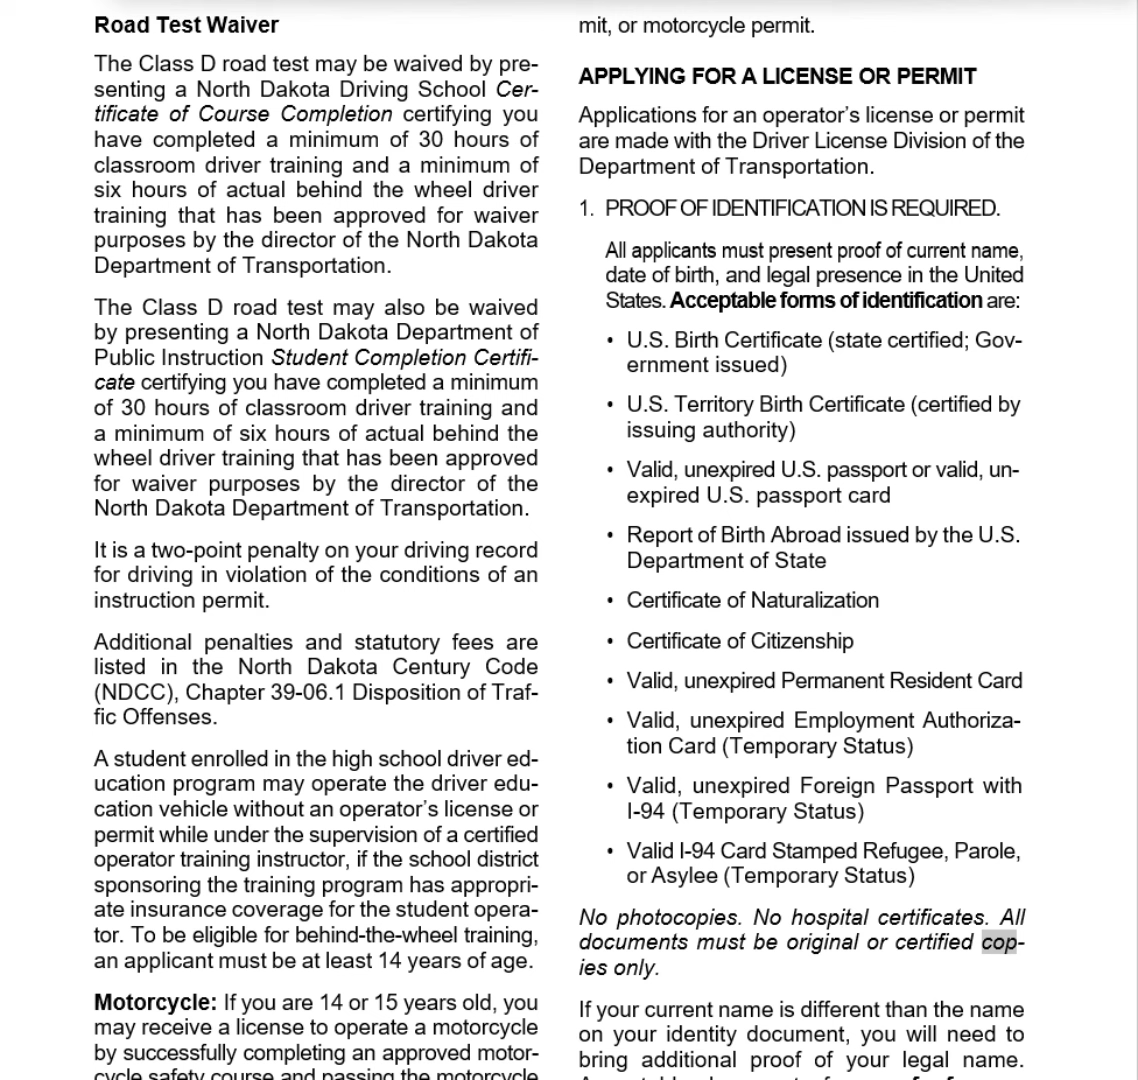 Road Test Waiver
The Class D road test may be waived by pre-
senting a North Dakota Driving School Cer-
tificate of Course Completion certifying you
have completed a minimum of 30 hours of
classroom driver training and a minimum of
six hours of actual behind the wheel driver
training that has been approved for waiver
purposes by the director of the North Dakota
Department of Transportation.
The Class D road test may also be waived
by presenting a North Dakota Department of
Public Instruction Student Completion Certifi-
cate certifying you have completed a minimum
of 30 hours of classroom driver training and
a minimum of six hours of actual behind the
wheel driver training that has been approved
for waiver purposes by the director of the
North Dakota Department of Transportation.
It is a two-point penalty on your driving record
for driving in violation of the conditions of an
instruction permit.
Additional penalties and statutory fees are
listed in the North Dakota Century Code
(NDCC), Chapter 39-06.1 Disposition of Traf-
fic Offenses.
A student enrolled in the high school driver ed-
ucation program may operate the driver edu-
cation vehicle without an operator's license or
permit while under the supervision of a certified
operator training instructor, if the school district
sponsoring the training program has appropri-
ate insurance coverage for the student opera-
tor. To be eligible for behind-the-wheel training,
an applicant must be at least 14 years of age.
Motorcycle: If you are 14 or 15 years old, you
may receive a license to operate a motorcycle
by successfully completing an approved motor-
cycle safety course and passing the motorcycle
mit, or motorcycle permit.
APPLYING FOR A LICENSE OR PERMIT
Applications for an operator's license or permit
are made with the Driver License Division of the
Department of Transportation.
1. PROOF OF IDENTIFICATION IS REQUIRED.
All applicants must present proof of current name,
date of birth, and legal presence in the United
States. Acceptable forms of identification are:
• U.S. Birth Certificate (state certified; Gov-
ernment issued)
• U.S. Territory Birth Certificate (certified by
issuing authority)
• Valid, unexpired U.S. passport or valid, un-
expired U.S. passport card
• Report of Birth Abroad issued by the U.S.
Department of State
• Certificate of Naturalization
• Certificate of Citizenship
• Valid, unexpired Permanent Resident Card
• Valid, unexpired Employment Authoriza-
tion Card (Temporary Status)
• Valid, unexpired Foreign Passport with
I-94 (Temporary Status)
• Valid I-94 Card Stamped Refugee, Parole,
or Asylee (Temporary Status)
No photocopies. No hospital certificates. All
documents must be original or certified cop-
ies only.
If your current name is different than the name
on your identity document, you will need to
bring additional proof of your legal name.